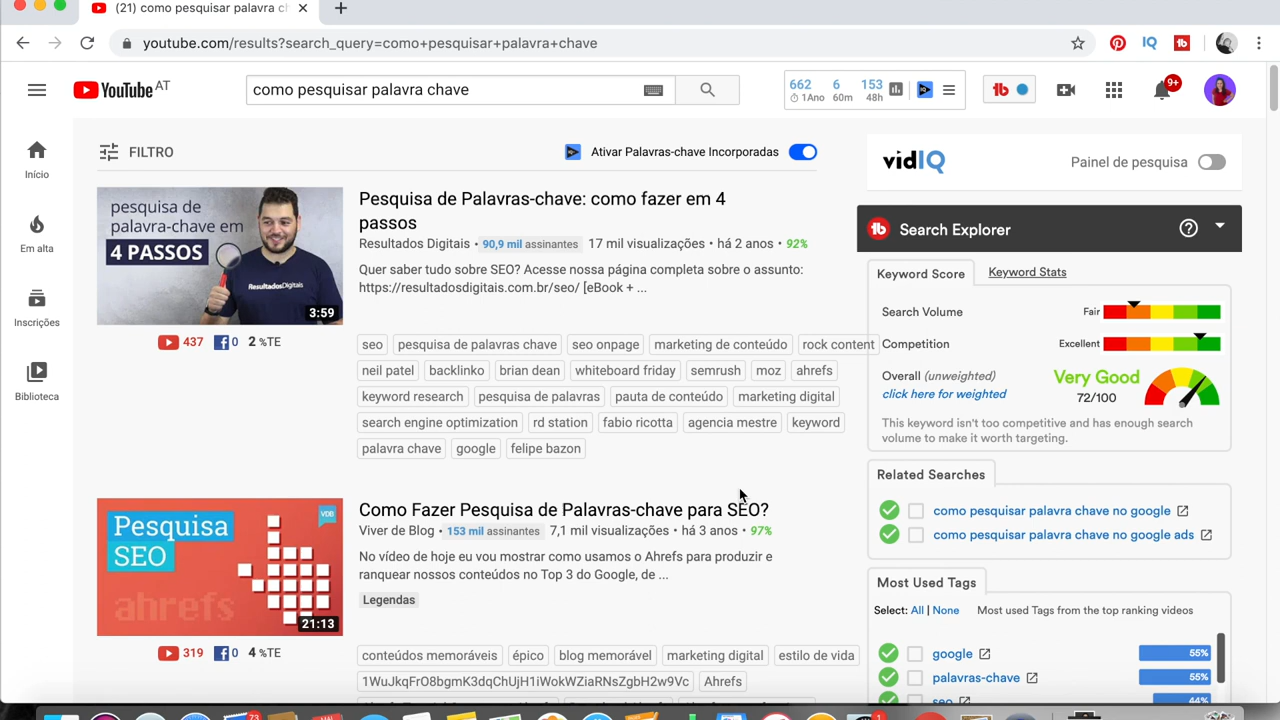 (21) como pesquisar palavra ch
youtube.com/results?search_query=como+pesquisar+palavra+chave
YouTube AT
como pesquisar palavra chave
662 6 153
1Ano 60m 48h
tb
9+
Início
Em alta
Inscrições
Biblioteca
FILTRO
Ativar Palavras-chave Incorporadas
pesquisa de
palavra-chave em
4 PASSOS
ResultadosDigitais
3:59
437 0 2 %TE
Pesquisa de Palavras-chave: como fazer em 4
passos
Resultados Digitais • 90,9 mil assinantes 17 mil visualizações • há 2 anos • 92%
Quer saber tudo sobre SEO? Acesse nossa página completa sobre o assunto:
https://resultadosdigitais.com.br/seo/ [eBook + ...
seo pesquisa de palavras chave seo onpage marketing de conteúdo rock content
neil patel backlinko brian dean whiteboard friday semrush moz ahrefs
keyword research pesquisa de palavras pauta de conteúdo marketing digital
search engine optimization rd station fabio ricotta agencia mestre keyword
palavra chave google felipe bazon
Pesquisa
SEO
VDB
ahrefs
21:13
319 0 4 %TE
Como Fazer Pesquisa de Palavras-chave para SEO?
Viver de Blog • 153 mil assinantes 7,1 mil visualizações • há 3 anos • 97%
No vídeo de hoje eu vou mostrar como usamos o Ahrefs para produzir e
ranquear nossos conteúdos no Top 3 do Google, de ...
Legendas
conteúdos memoráveis épico blog memorável marketing digital estilo de vida
1WuJkqFrO8bgmK3dqChUjH1iWokWZiaRNsZgbH2w9Vc Ahrefs
vidIQ
Painel de pesquisa
tb Search Explorer
Keyword Score Keyword Stats
Search Volume Fair
Competition Excellent
Overall (unweighted) Very Good
click here for weighted 72/100
This keyword isn't too competitive and has enough search
volume to make it worth targeting.
Related Searches
como pesquisar palavra chave no google
como pesquisar palavra chave no google ads
Most Used Tags
Select: All | None Most used Tags from the top ranking videos
google 55%
palavras-chave 55%
seo 44%